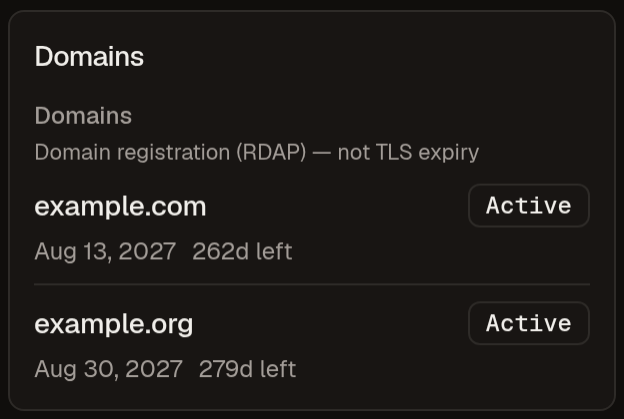 Domains
Domains
Domain registration (RDAP) — not TLS expiry
example.com Active
Aug 13, 2027 262d left
example.org Active
Aug 30, 2027 279d left